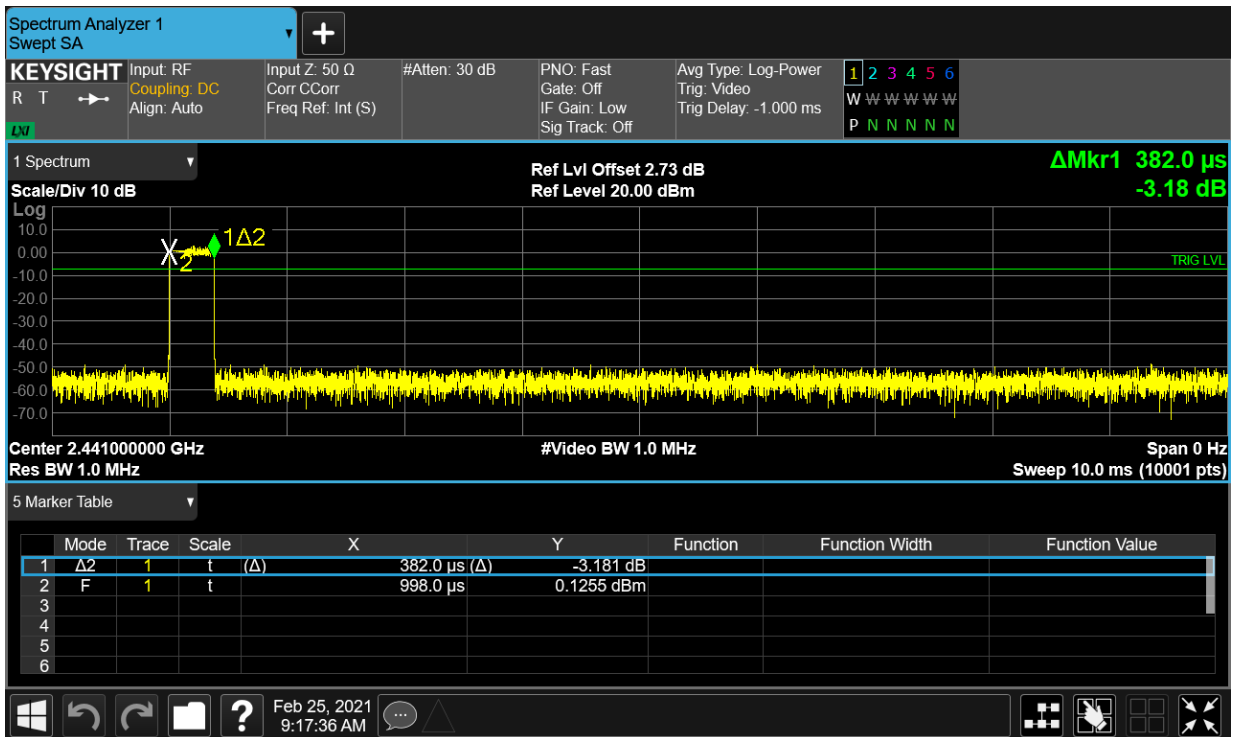 Spectrum Analyzer 1
Swept SA
KEYSIGHT Input: RF Input Z: 50 Ω #Atten: 30 dB PNO: Fast Avg Type: Log-Power 1 2 3 4 5 6
R T Coupling: DC Corr CCorr Gate: Off Trig: Video W W W W W W
Align: Auto Freq Ref: Int (S) IF Gain: Low Trig Delay: -1.000 ms P N N N N N
LXI Sig Track: Off
1 Spectrum Ref Lvl Offset 2.73 dB ΔMkr1 382.0 µs
Scale/Div 10 dB Ref Level 20.00 dBm -3.18 dB
Log
10.0
1Δ2
0.00
2
TRIG LVL
-10.0
-20.0
-30.0
-40.0
-50.0
-60.0
-70.0
Center 2.441000000 GHz #Video BW 1.0 MHz Span 0 Hz
Res BW 1.0 MHz Sweep 10.0 ms (10001 pts)
5 Marker Table
Mode Trace Scale X Y Function Function Width Function Value
1 Δ2 1 t (Δ) 382.0 µs (Δ) -3.181 dB
2 F 1 t 998.0 µs 0.1255 dBm
3
4
5
6
? Feb 25, 2021
9:17:36 AM